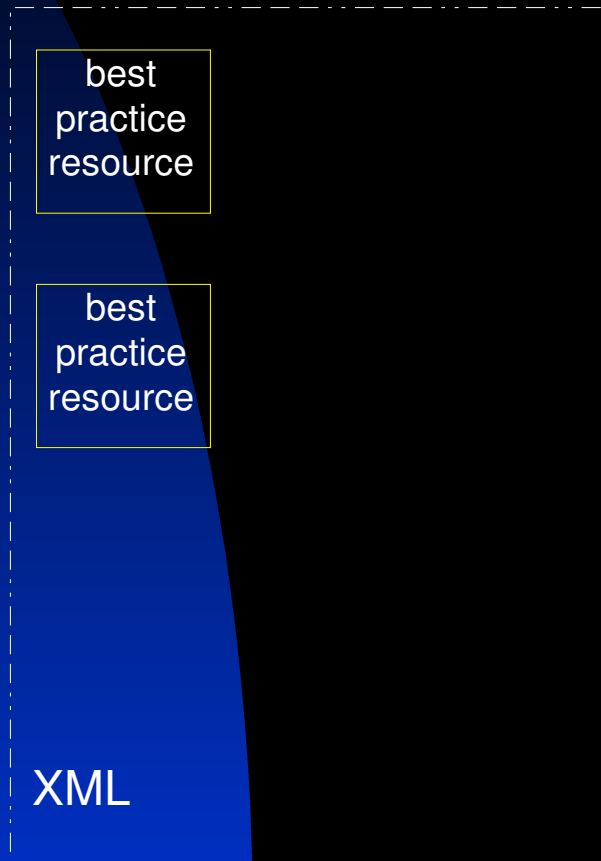 best
practice
resource
best
practice
resource
XML